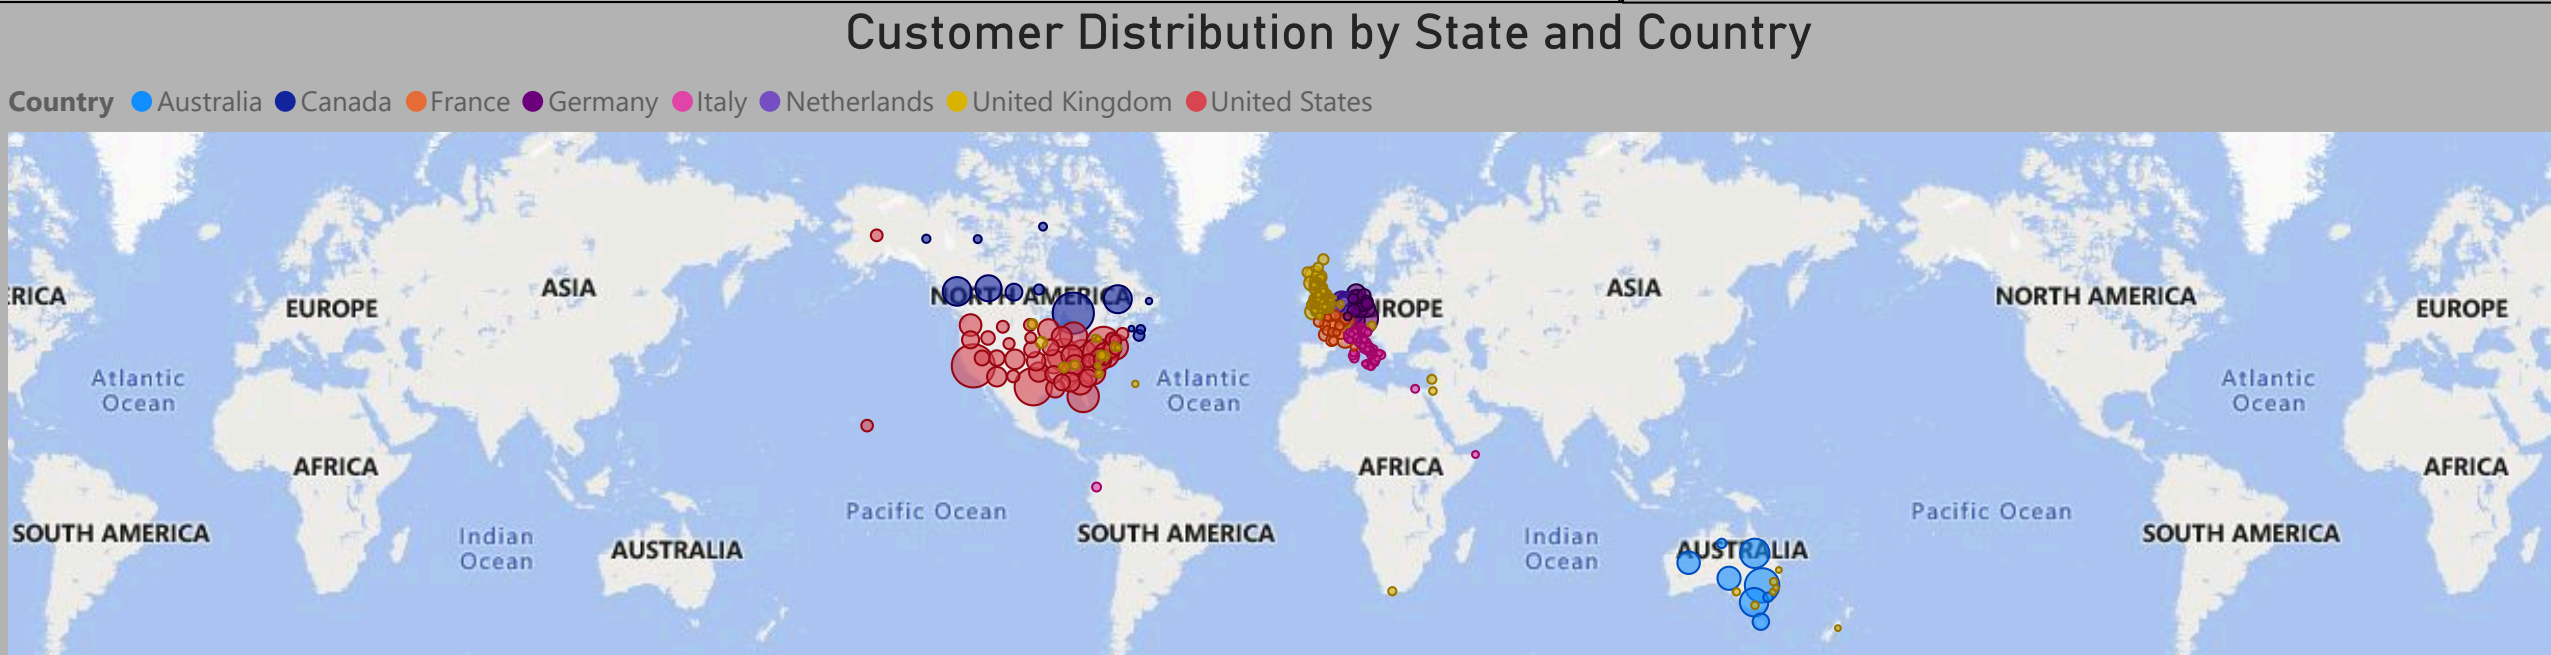 Customer Distribution by State and Country
Country Australia Canada France Germany Italy Netherlands United Kingdom United States
ERICA
EUROPE
ASIA
NORTH AMERICA
EUROPE
ASIA
NORTH AMERICA
EUROPE
Atlantic
Ocean
Atlantic
Ocean
Atlantic
Ocean
AFRICA
AFRICA
AFRICA
Pacific Ocean
Pacific Ocean
SOUTH AMERICA
Indian
Ocean
AUSTRALIA
SOUTH AMERICA
Indian
Ocean
AUSTRALIA
SOUTH AMERICA